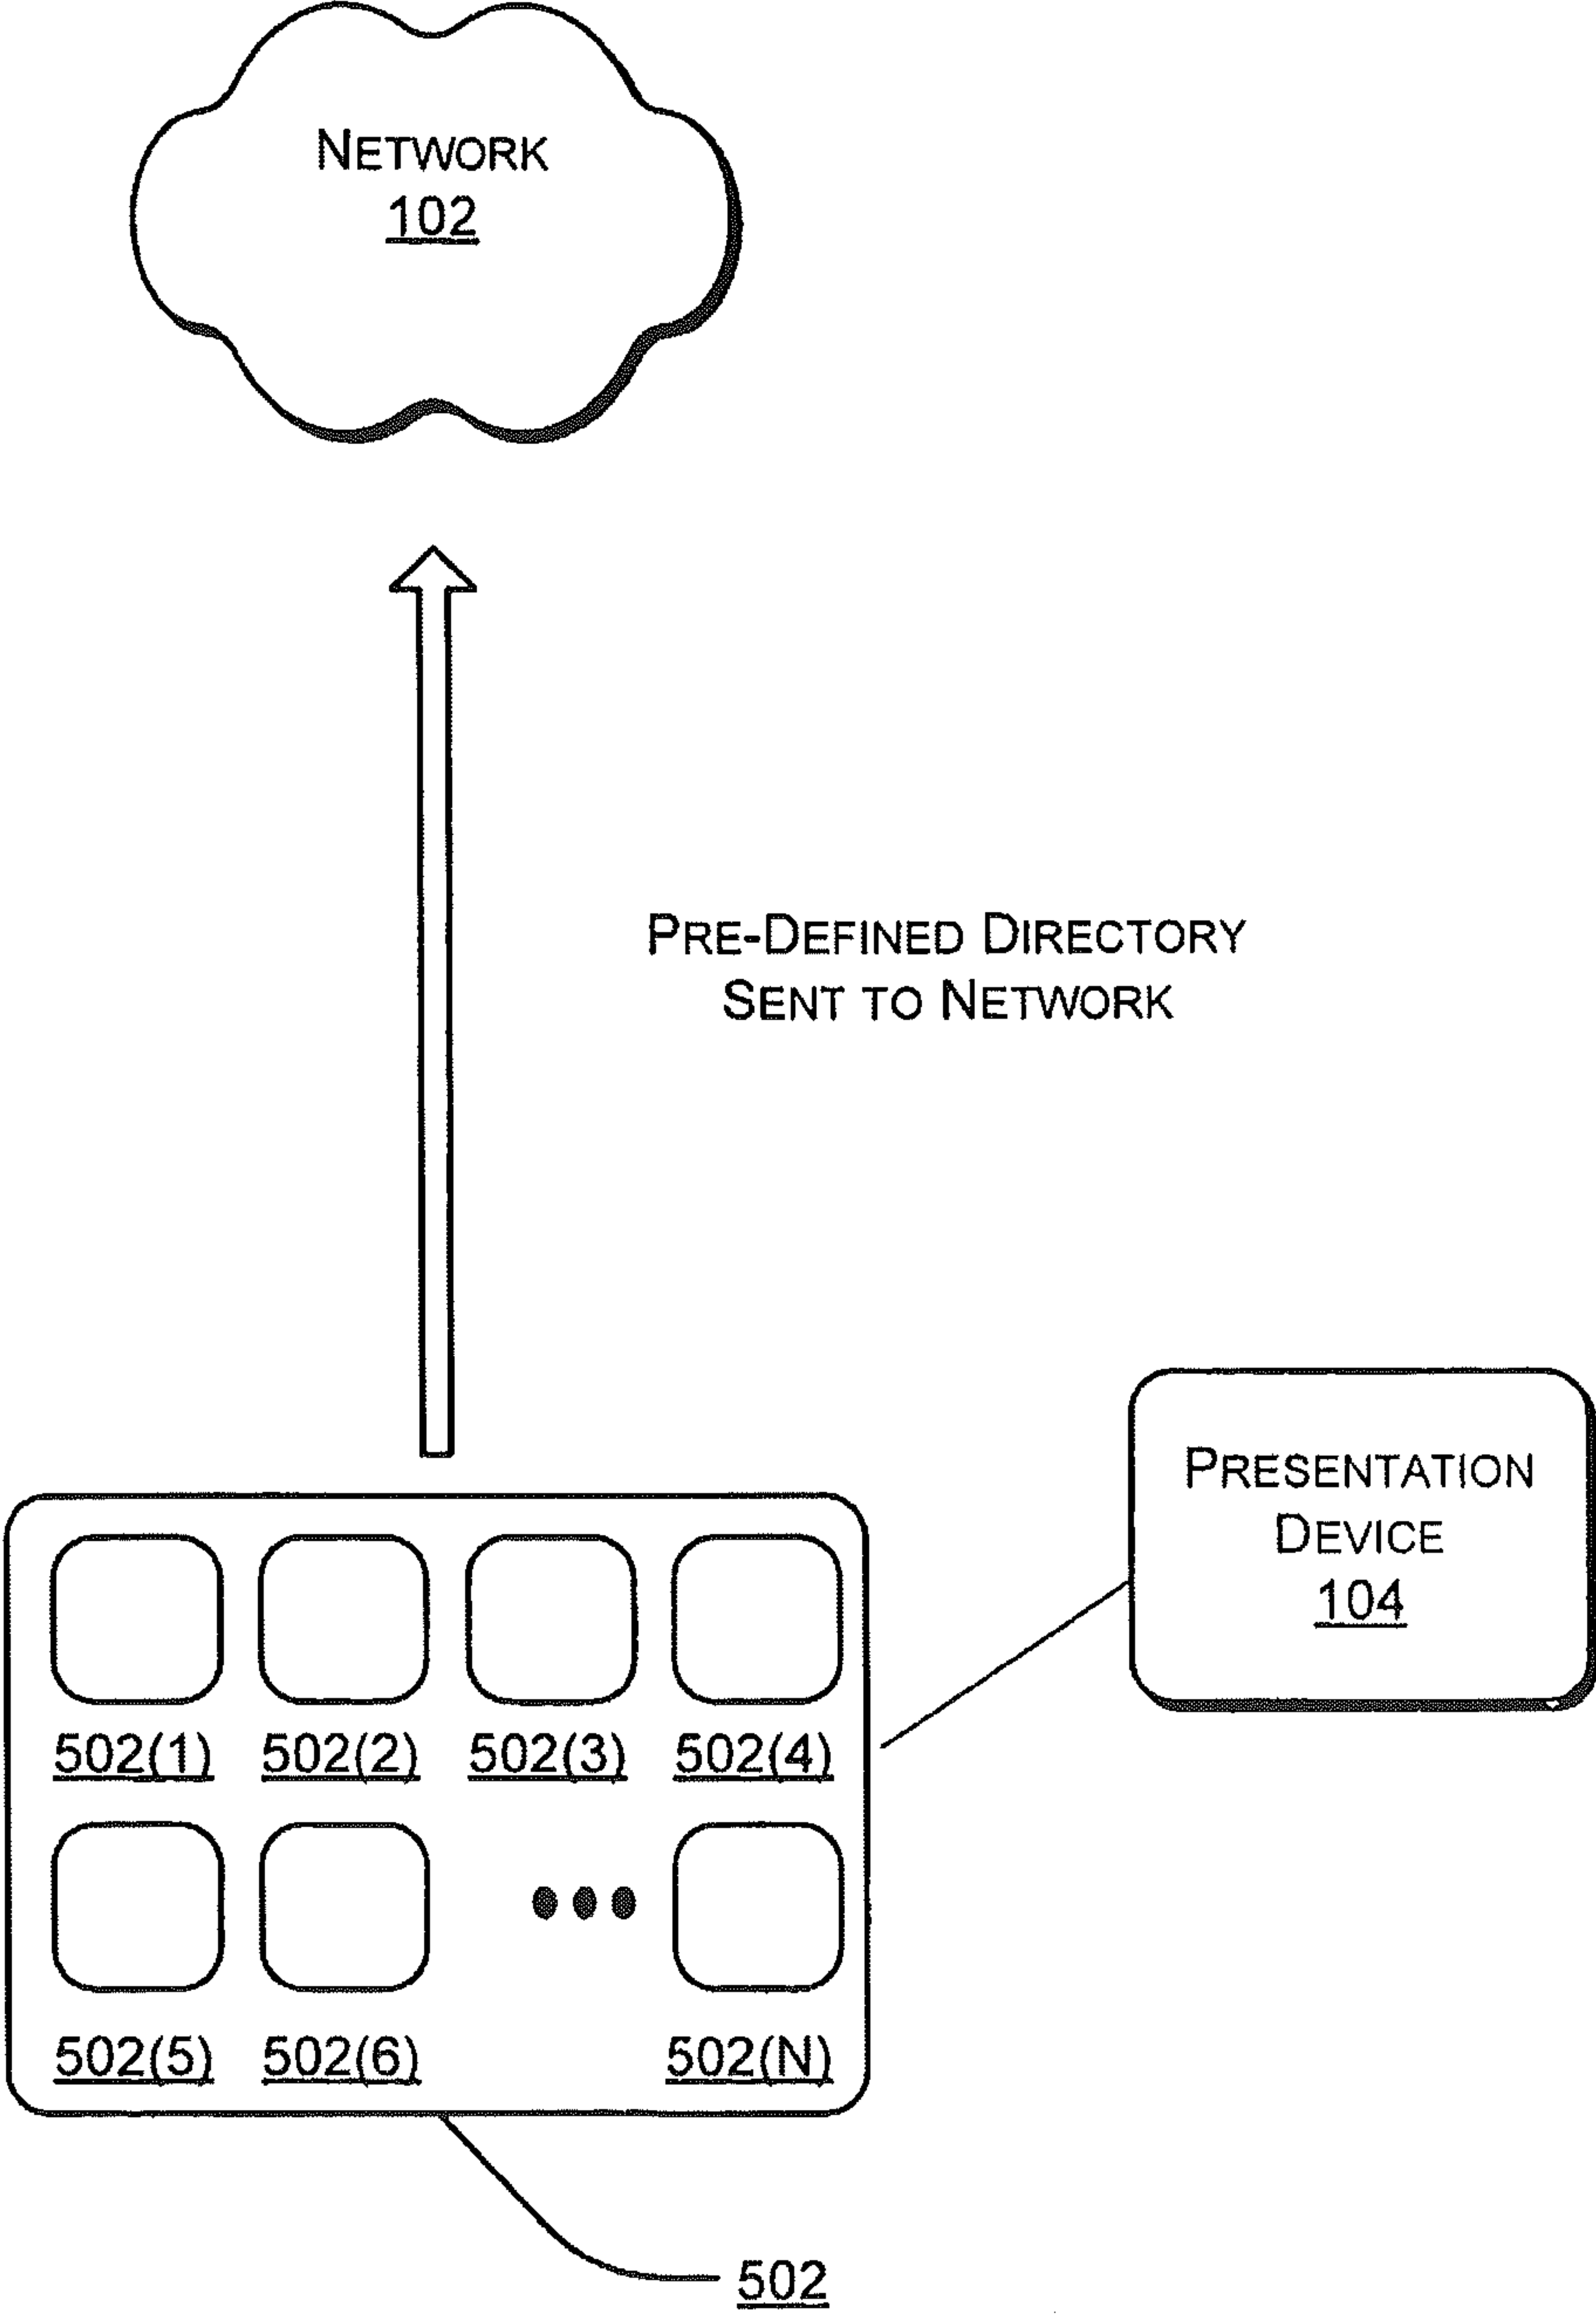 NETWORK
102
PRE-DEFINED DIRECTORY
SENT TO NETWORK
PRESENTATION
DEVICE
104
502(1) 502(2) 502(3) 502(4)
502(5) 502(6) 502(N)
502